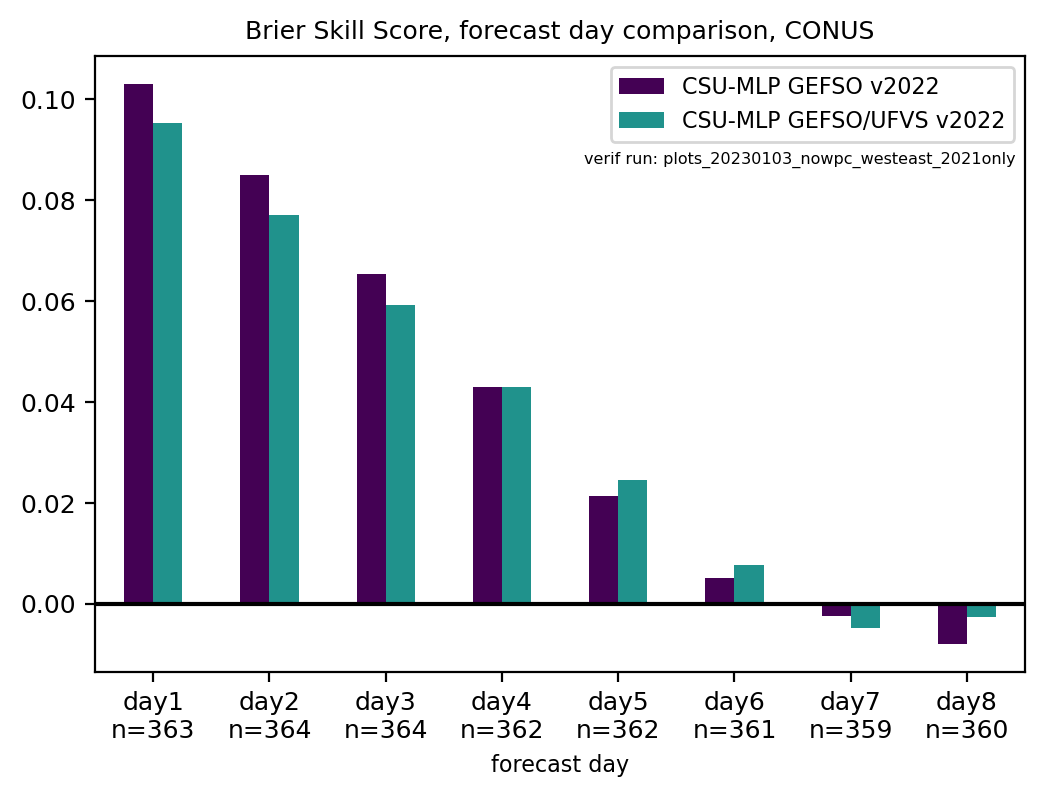 Brier Skill Score, forecast day comparison, CONUS
CSU-MLP GEFSO v2022
CSU-MLP GEFSO/UFVS v2022
verif run: plots_20230103_nowpc_westeast_2021only
0.10
0.08
0.06
0.04
0.02
0.00
day1 day2 day3 day4 day5 day6 day7 day8
n=363 n=364 n=364 n=362 n=362 n=361 n=359 n=360
forecast day